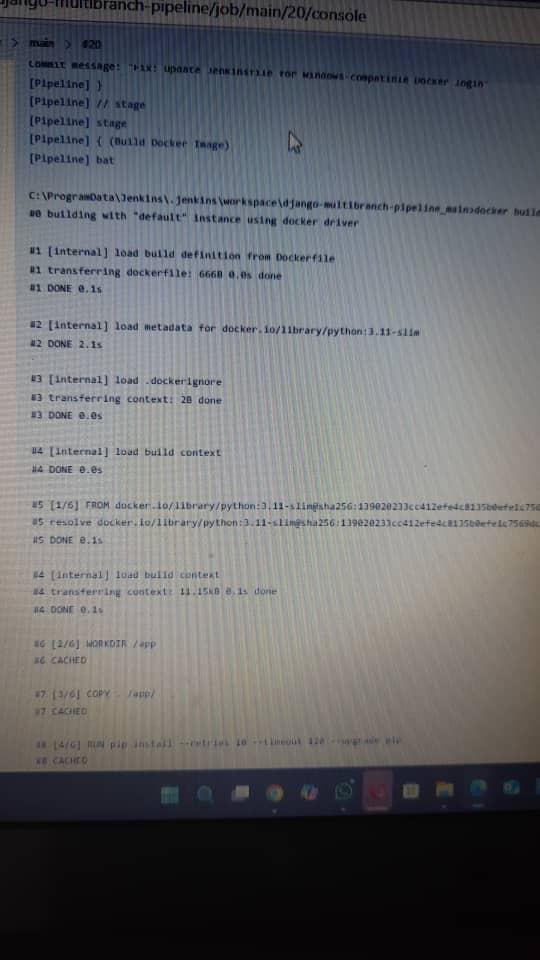 django-multibranch-pipeline/job/main/20/console
> main > #20
Commit message: "Fix: update Jenkinsfile for Windows-compatible Docker login"
[Pipeline] }
[Pipeline] // stage
[Pipeline] stage
[Pipeline] { (Build Docker Image)
[Pipeline] bat
C:\ProgramData\Jenkins\.jenkins\workspace\django-multibranch-pipeline_main>docker build
#0 building with "default" instance using docker driver
#1 [internal] load build definition from Dockerfile
#1 transferring dockerfile: 666B 0.0s done
#1 DONE 0.1s
#2 [internal] load metadata for docker.io/library/python:3.11-slim
#2 DONE 2.1s
#3 [internal] load .dockerignore
#3 transferring context: 2B done
#3 DONE 0.0s
#4 [internal] load build context
#4 DONE 0.0s
#5 [1/6] FROM docker.io/library/python:3.11-slim@sha256:139020233cc412efe4c8135b0efe1c756
#5 resolve docker.io/library/python:3.11-slim@sha256:139020233cc412efe4c8135b0efe1c7569dc
#5 DONE 0.1s
#4 [internal] load build context
#4 transferring context: 11.15kB 0.1s done
#4 DONE 0.1s
#6 [2/6] WORKDIR /app
#6 CACHED
#7 [3/6] COPY . /app/
#7 CACHED
#8 [4/6] RUN pip install --retries 10 --timeout 120 --upgrade pip
#8 CACHED